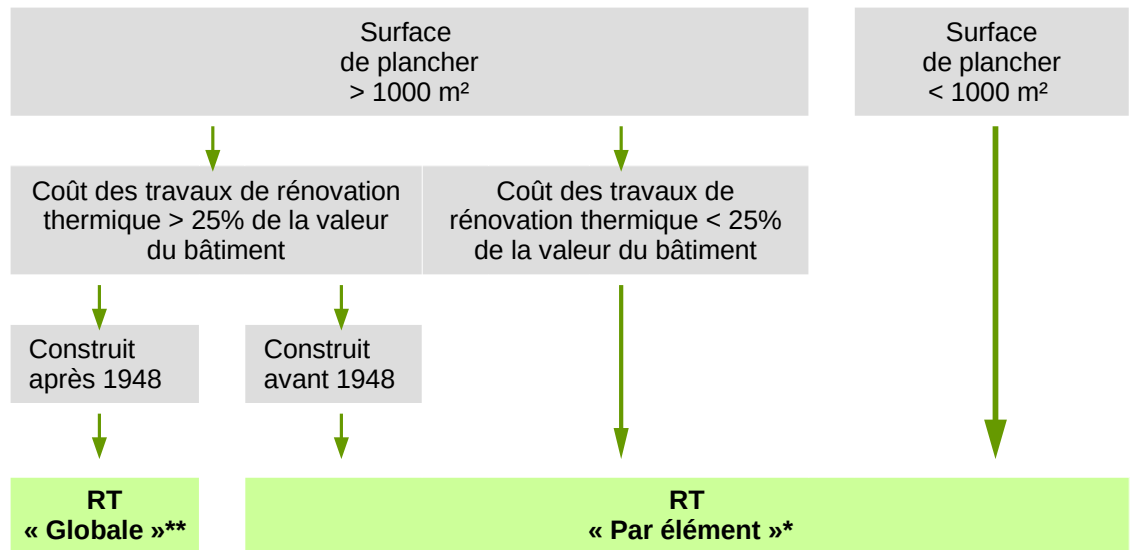 Surface
de plancher
> 1000 m²
Surface
de plancher
< 1000 m²
Coût des travaux de rénovation
thermique > 25% de la valeur
du bâtiment
Coût des travaux de
rénovation thermique < 25%
de la valeur du bâtiment
Construit
après 1948
Construit
avant 1948
RT
« Globale »**
RT
« Par élément »*